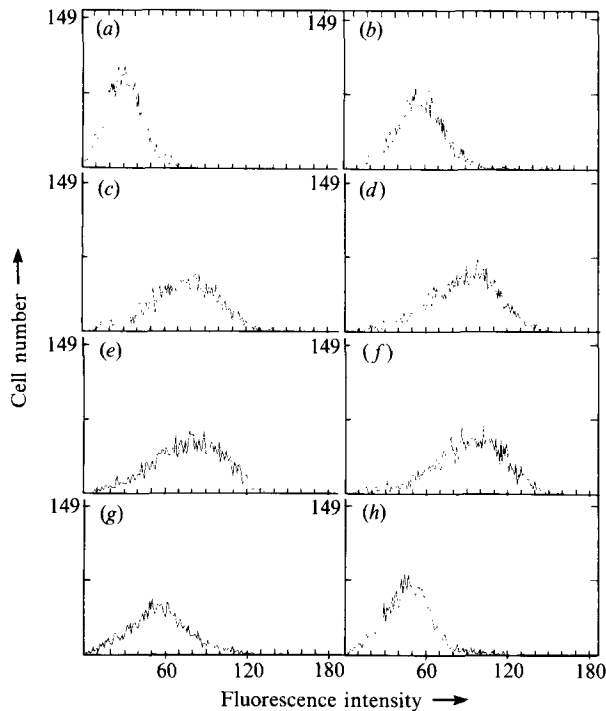 149 (a) 149 (b)
149 (c) 149 (d)
149 (e) 149 (f)
149 (g) 149 (h)
Cell number
60 120 180 60 120 180
Fluorescence intensity